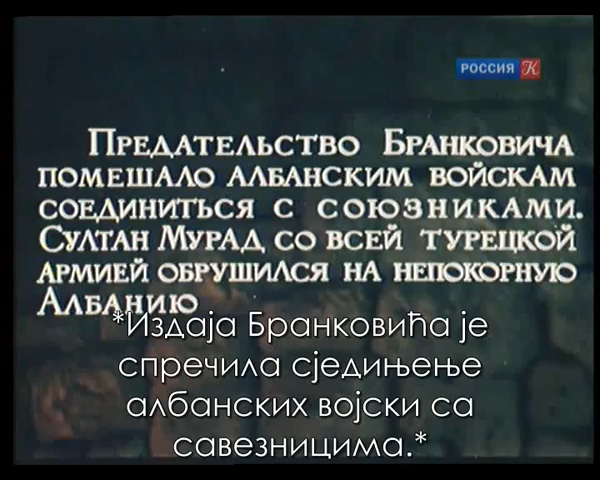 РОССИЯ К
Предательство Бранковича
помешало албанским войскам
соединиться с союзниками.
Султан Мурад со всей турецкой
армией обрушился на непокорную
Албанию
*Издаја Бранковића је
спречила сједињење
албанских војски са
савезницима.*